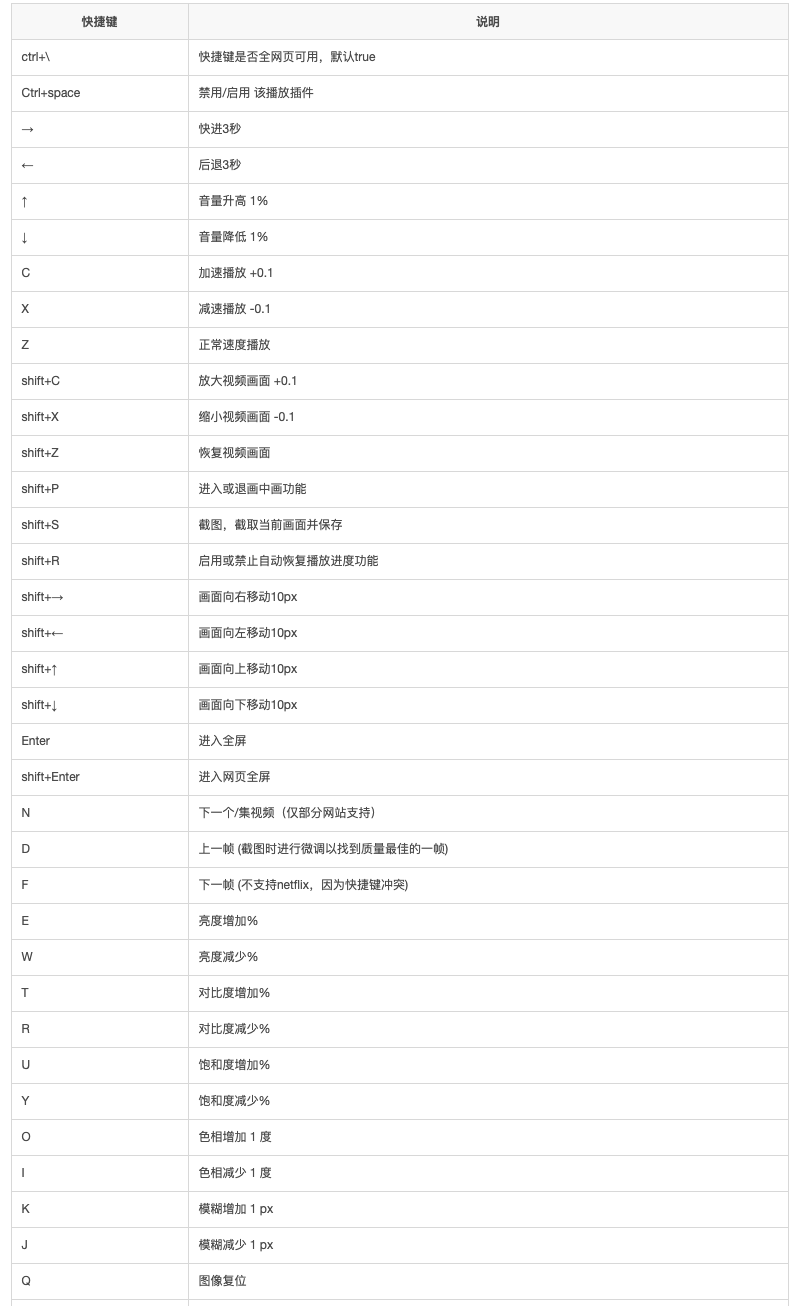 快捷键 说明
ctrl+\ 快捷键是否全网页可用，默认true
Ctrl+space 禁用/启用 该播放插件
→ 快进3秒
← 后退3秒
↑ 音量升高 1%
↓ 音量降低 1%
C 加速播放 +0.1
X 减速播放 -0.1
Z 正常速度播放
shift+C 放大视频画面 +0.1
shift+X 缩小视频画面 -0.1
shift+Z 恢复视频画面
shift+P 进入或退画中画功能
shift+S 截图，截取当前画面并保存
shift+R 启用或禁止自动恢复播放进度功能
shift+→ 画面向右移动10px
shift+← 画面向左移动10px
shift+↑ 画面向上移动10px
shift+↓ 画面向下移动10px
Enter 进入全屏
shift+Enter 进入网页全屏
N 下一个/集视频（仅部分网站支持）
D 上一帧 (截图时进行微调以找到质量最佳的一帧)
F 下一帧 (不支持netflix，因为快捷键冲突)
E 亮度增加%
W 亮度减少%
T 对比度增加%
R 对比度减少%
U 饱和度增加%
Y 饱和度减少%
O 色相增加 1 度
I 色相减少 1 度
K 模糊增加 1 px
J 模糊减少 1 px
Q 图像复位